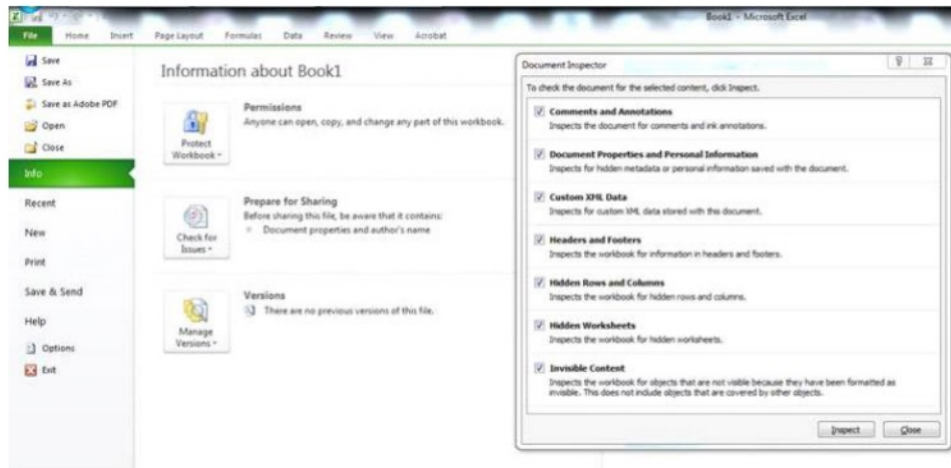 Book1 - Microsoft Excel
File Home Insert Page Layout Formulas Data Review View Acrobat
Save
Save As
Save as Adobe PDF
Open
Close
Info
Recent
New
Print
Save & Send
Help
Options
Exit
Information about Book1
Protect
Workbook
Permissions
Anyone can open, copy, and change any part of this workbook.
Check for
Issues
Prepare for Sharing
Before sharing this file, be aware that it contains:
Document properties and author's name
Manage
Versions
Versions
There are no previous versions of this file.
Document Inspector
To check the document for the selected content, click Inspect.
Comments and Annotations
Inspects the document for comments and ink annotations.
Document Properties and Personal Information
Inspects for hidden metadata or personal information saved with the document.
Custom XML Data
Inspects for custom XML data stored with this document.
Headers and Footers
Inspects the workbook for information in headers and footers.
Hidden Rows and Columns
Inspects the workbook for hidden rows and columns.
Hidden Worksheets
Inspects the workbook for hidden worksheets.
Invisible Content
Inspects the workbook for objects that are not visible because they have been formatted as
invisible. This does not include objects that are covered by other objects.
Inspect Close